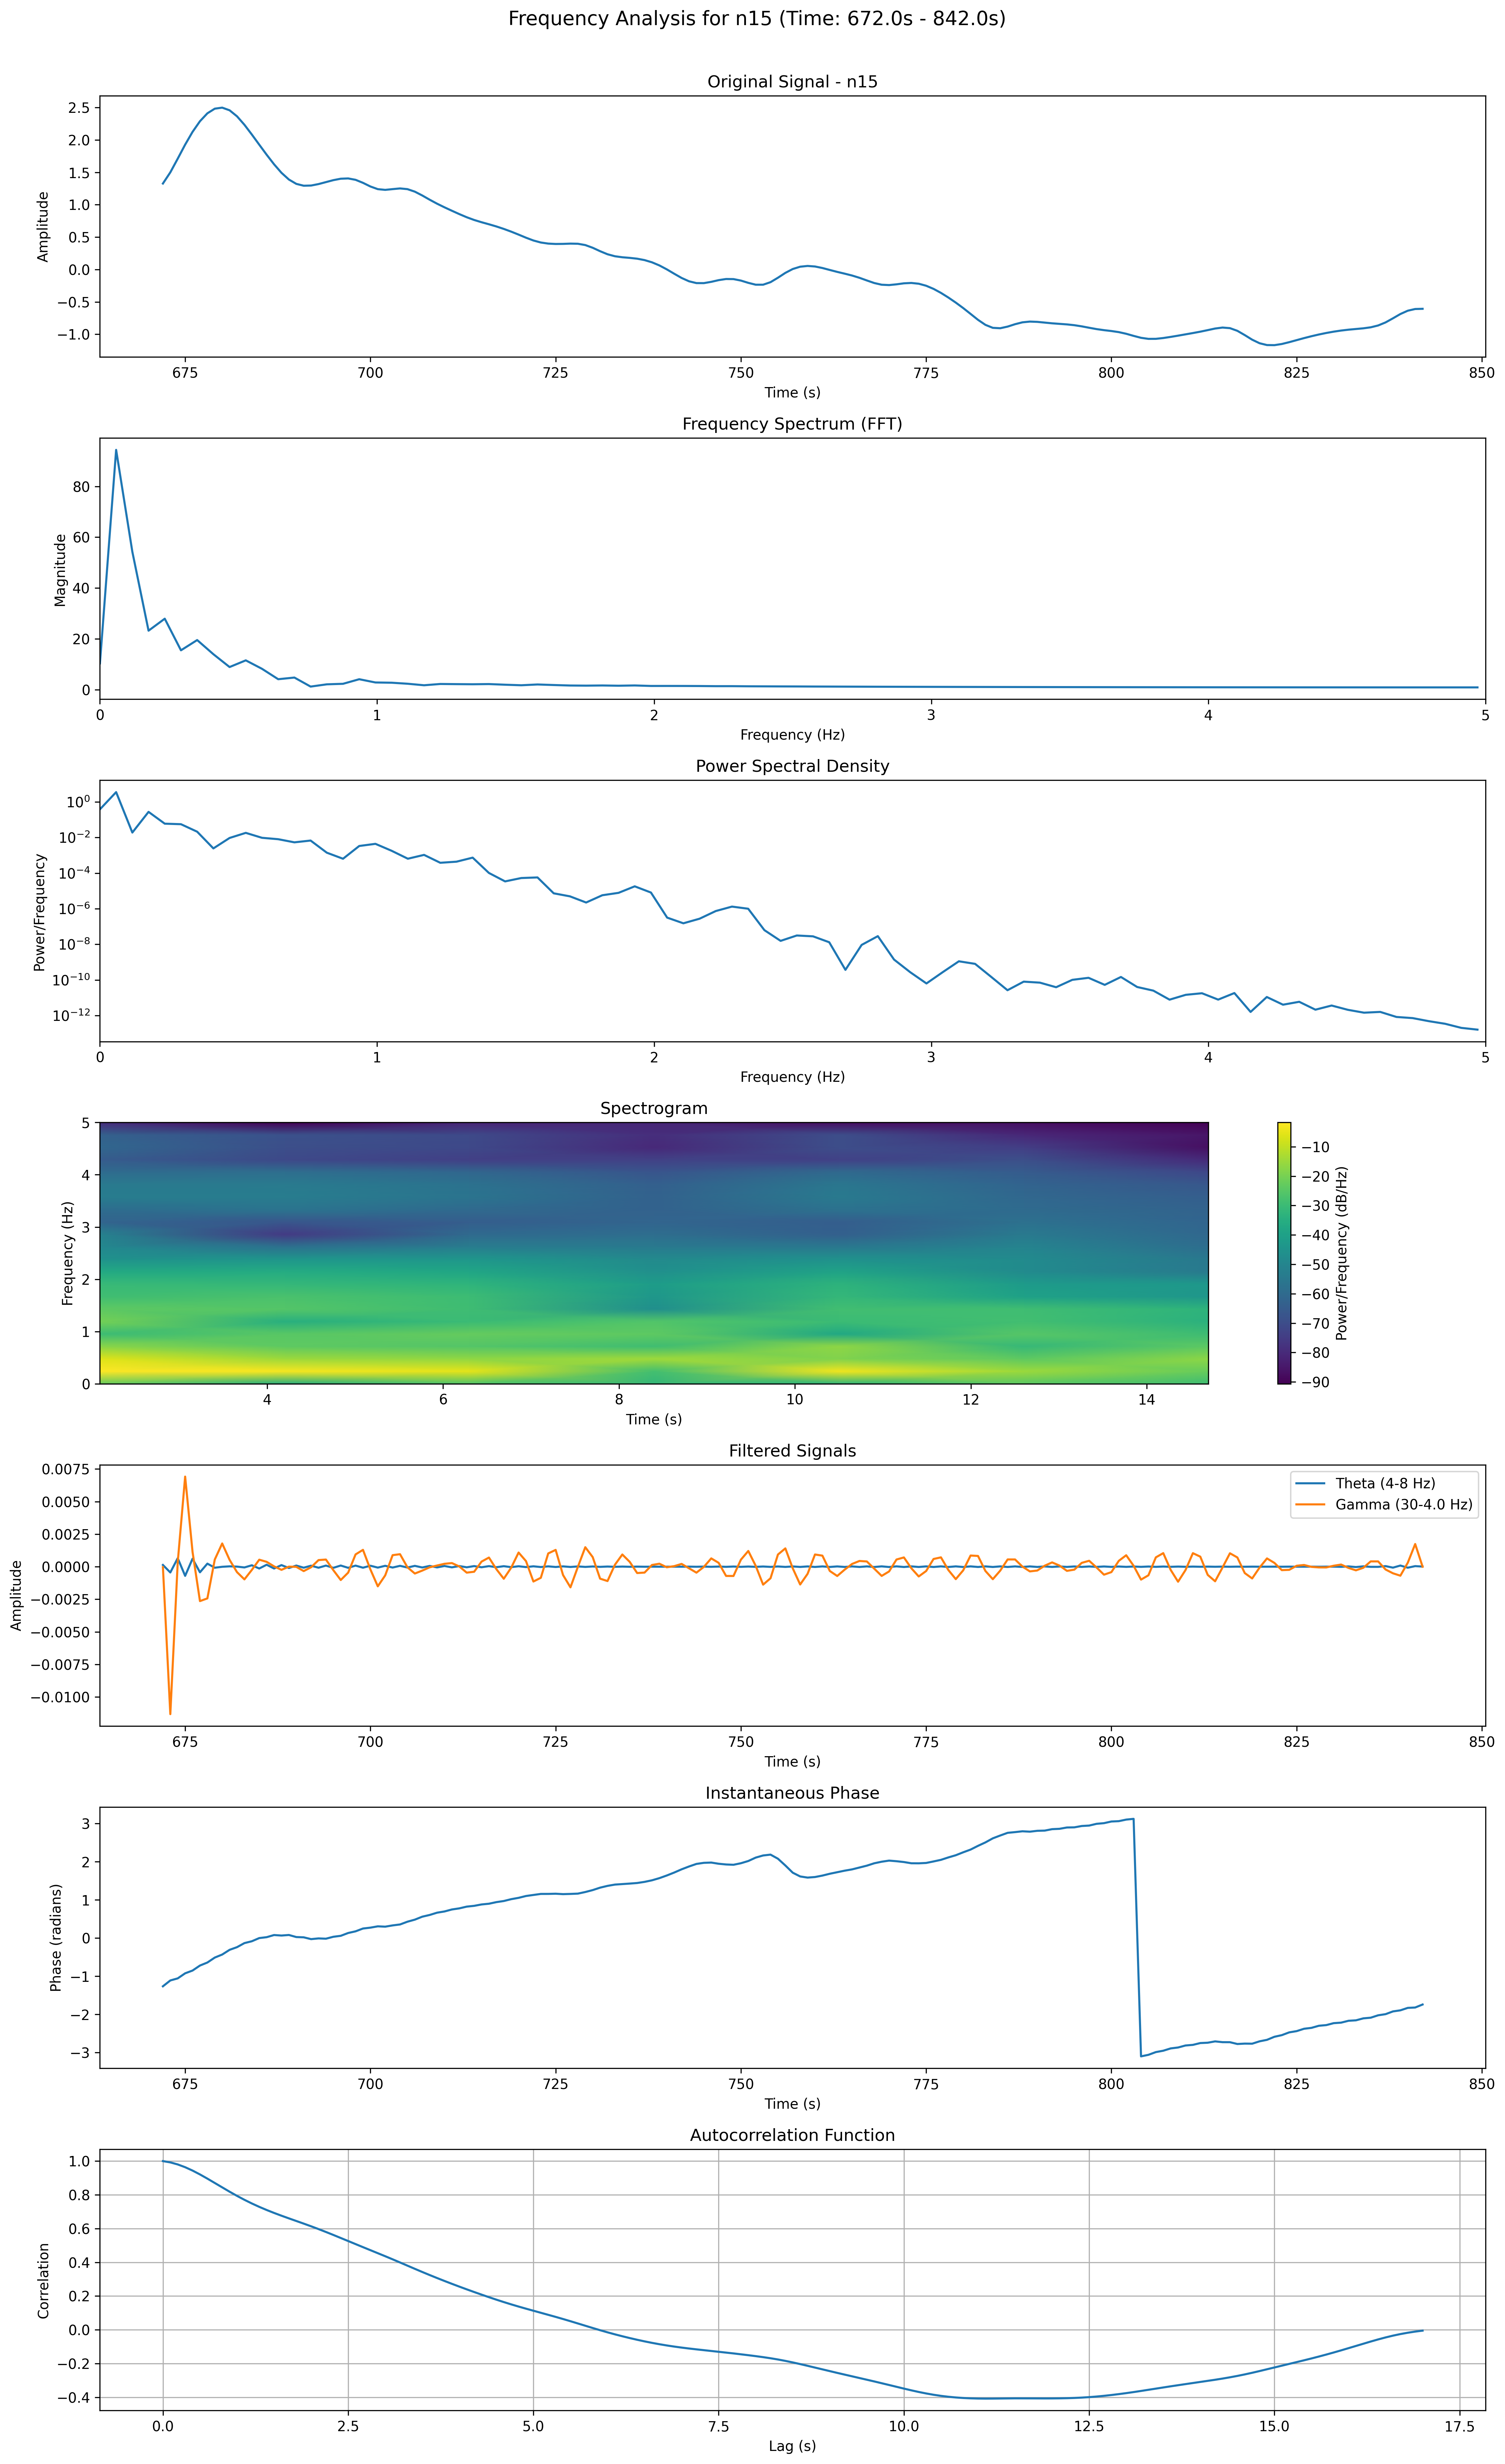 Frequency Analysis for n15 (Time: 672.0s - 842.0s)
Original Signal - n15
Amplitude
2.5
2.0
1.5
1.0
0.5
0.0
−0.5
−1.0
675 700 725 750 775 800 825 850
Time (s)
Frequency Spectrum (FFT)
Magnitude
80
60
40
20
0
0 1 2 3 4 5
Frequency (Hz)
Power Spectral Density
Power/Frequency
10⁰
10⁻²
10⁻⁴
10⁻⁶
10⁻⁸
10⁻¹⁰
10⁻¹²
0 1 2 3 4 5
Frequency (Hz)
Spectrogram
Frequency (Hz)
5
4
3
2
1
0
4 6 8 10 12 14
Time (s)
−10
−20
−30
−40
−50
−60
−70
−80
−90
Power/Frequency (dB/Hz)
Filtered Signals
Amplitude
0.0075
0.0050
0.0025
0.0000
−0.0025
−0.0050
−0.0075
−0.0100
Theta (4-8 Hz)
Gamma (30-4.0 Hz)
675 700 725 750 775 800 825 850
Time (s)
Instantaneous Phase
Phase (radians)
3
2
1
0
−1
−2
−3
675 700 725 750 775 800 825 850
Time (s)
Autocorrelation Function
Correlation
1.0
0.8
0.6
0.4
0.2
0.0
−0.2
−0.4
0.0 2.5 5.0 7.5 10.0 12.5 15.0 17.5
Lag (s)